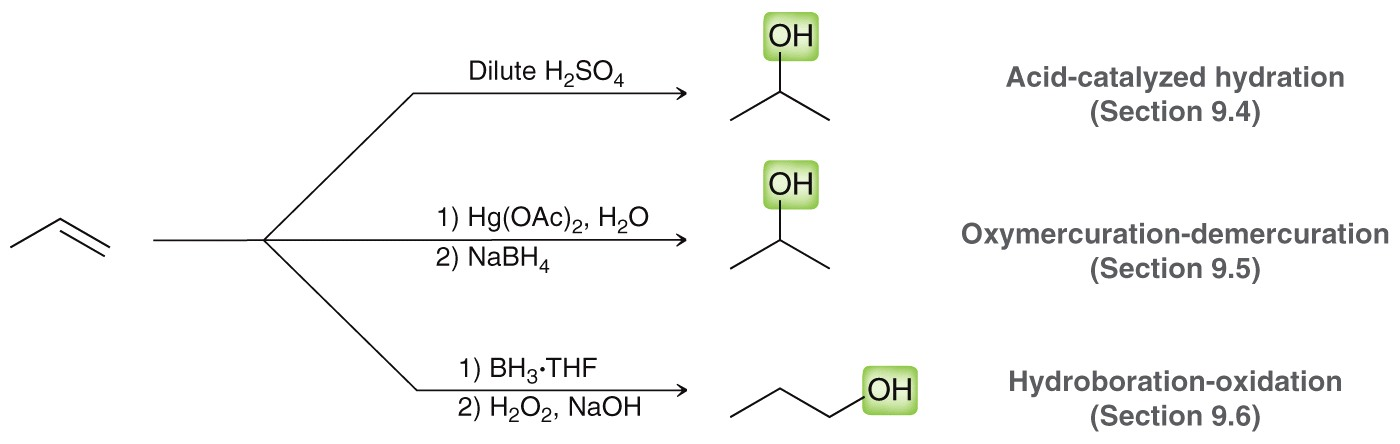 OH
Dilute H₂SO₄
Acid-catalyzed hydration
(Section 9.4)
OH
1) Hg(OAc)₂, H₂O
2) NaBH₄
Oxymercuration-demercuration
(Section 9.5)
1) BH₃•THF
2) H₂O₂, NaOH
OH
Hydroboration-oxidation
(Section 9.6)